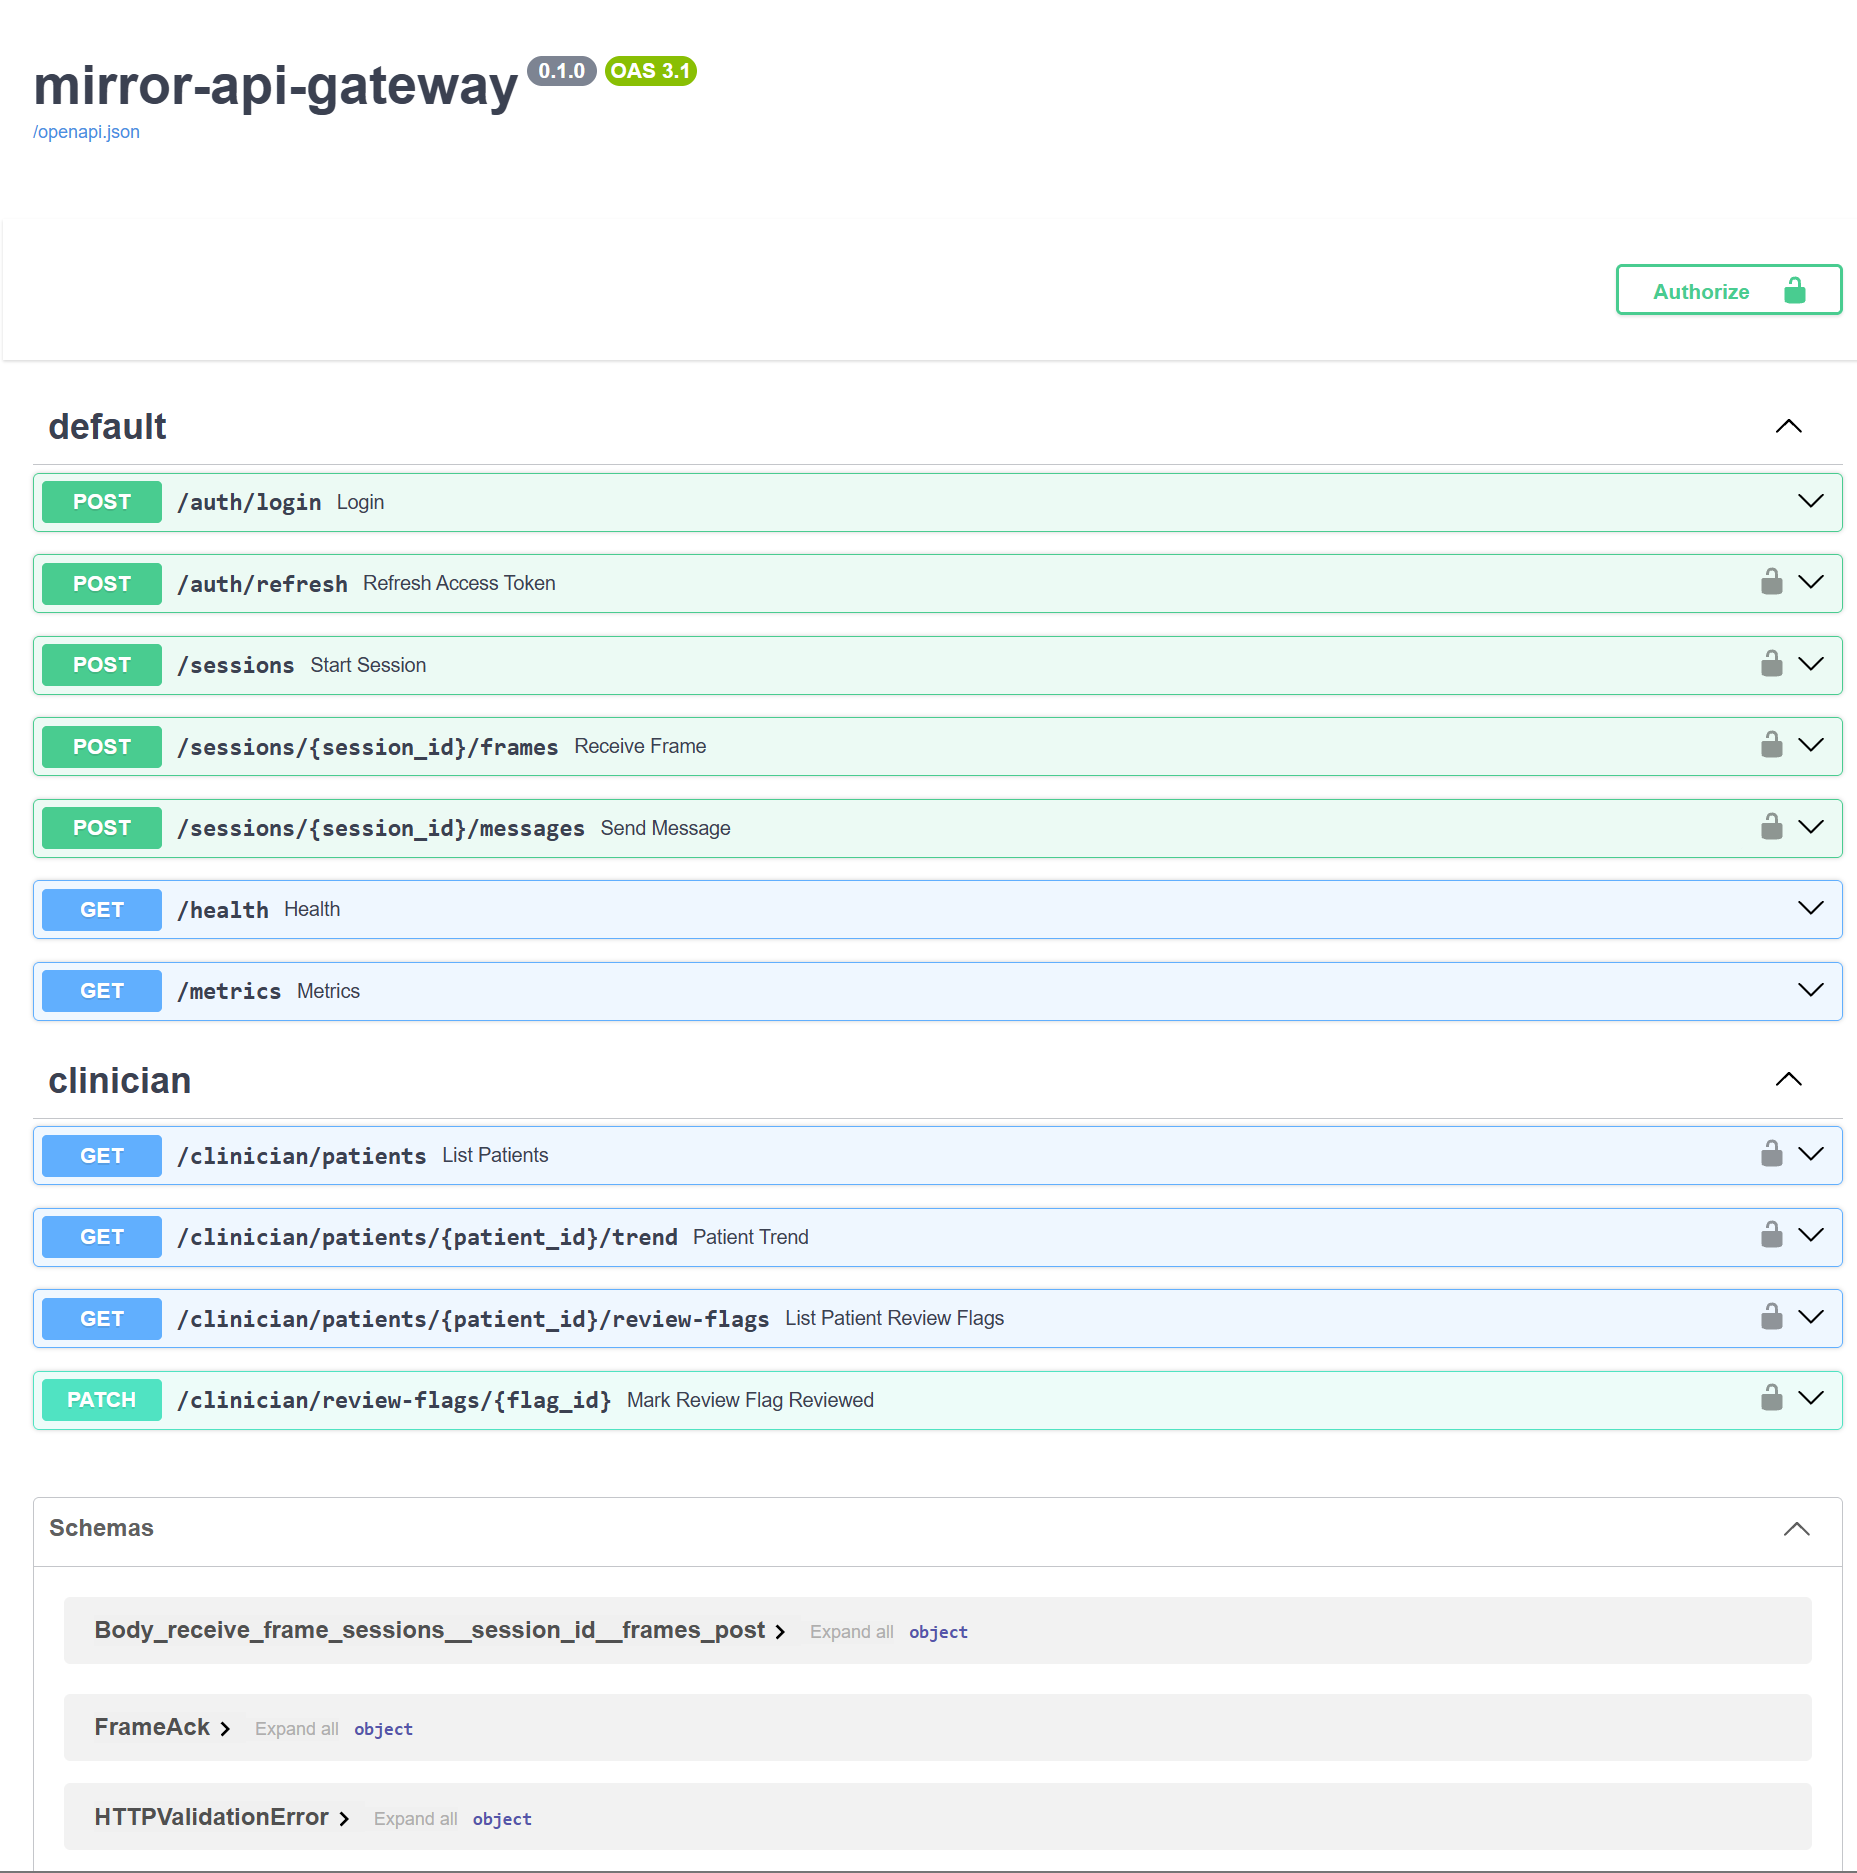 mirror-api-gateway 0.1.0 OAS 3.1
/openapi.json
Authorize
default
POST /auth/login Login
POST /auth/refresh Refresh Access Token
POST /sessions Start Session
POST /sessions/{session_id}/frames Receive Frame
POST /sessions/{session_id}/messages Send Message
GET /health Health
GET /metrics Metrics
clinician
GET /clinician/patients List Patients
GET /clinician/patients/{patient_id}/trend Patient Trend
GET /clinician/patients/{patient_id}/review-flags List Patient Review Flags
PATCH /clinician/review-flags/{flag_id} Mark Review Flag Reviewed
Schemas
Body_receive_frame_sessions__session_id__frames_post Expand all object
FrameAck Expand all object
HTTPValidationError Expand all object